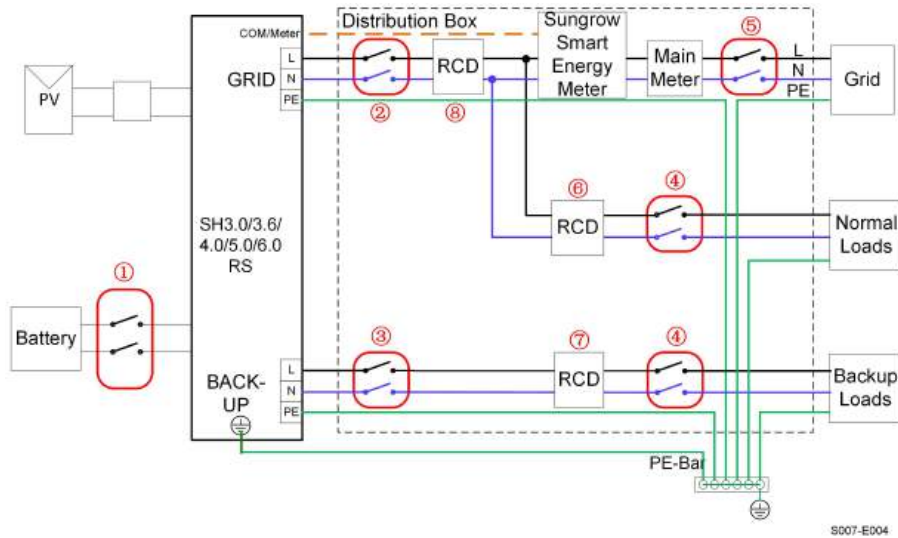 Distribution Box
COM/Meter
Sungrow
Smart
Energy
Meter
Main
Meter
⑤
L
N
PE
GRID
L
N
PE
RCD
②
⑧
L
N
PE
Grid
PV
SH3.0/3.6/
4.0/5.0/6.0
RS
⑥
RCD
④
Normal
Loads
①
Battery
③
⑦
RCD
④
BACK-
UP
L
N
PE
Backup
Loads
PE-Bar
S007-E004